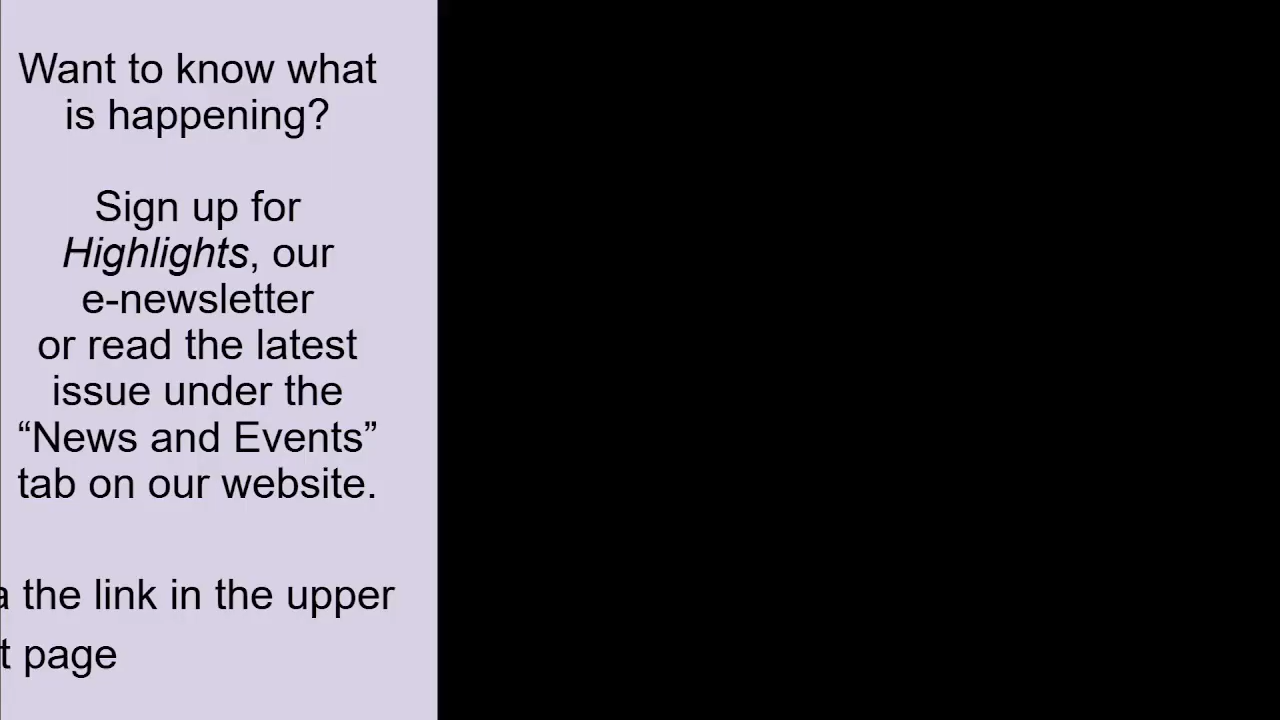 Want to know what
is happening?
Sign up for
Highlights, our
e-newsletter
or read the latest
issue under the
“News and Events”
tab on our website.
the link in the upper
page